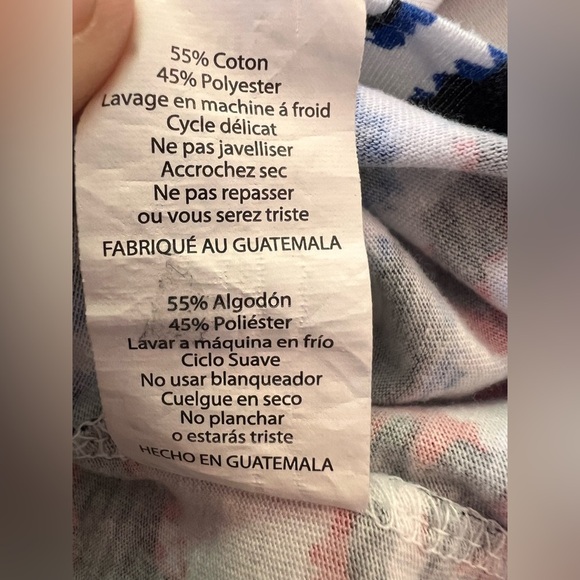 55% Coton
45% Polyester
Lavage en machine á froid
Cycle délicat
Ne pas javelliser
Accrochez sec
Ne pas repasser
ou vous serez triste
FABRIQUÉ AU GUATEMALA
55% Algodón
45% Poliéster
Lavar a máquina en frío
Ciclo Suave
No usar blanqueador
Cuelgue en seco
No planchar
o estarás triste
HECHO EN GUATEMALA